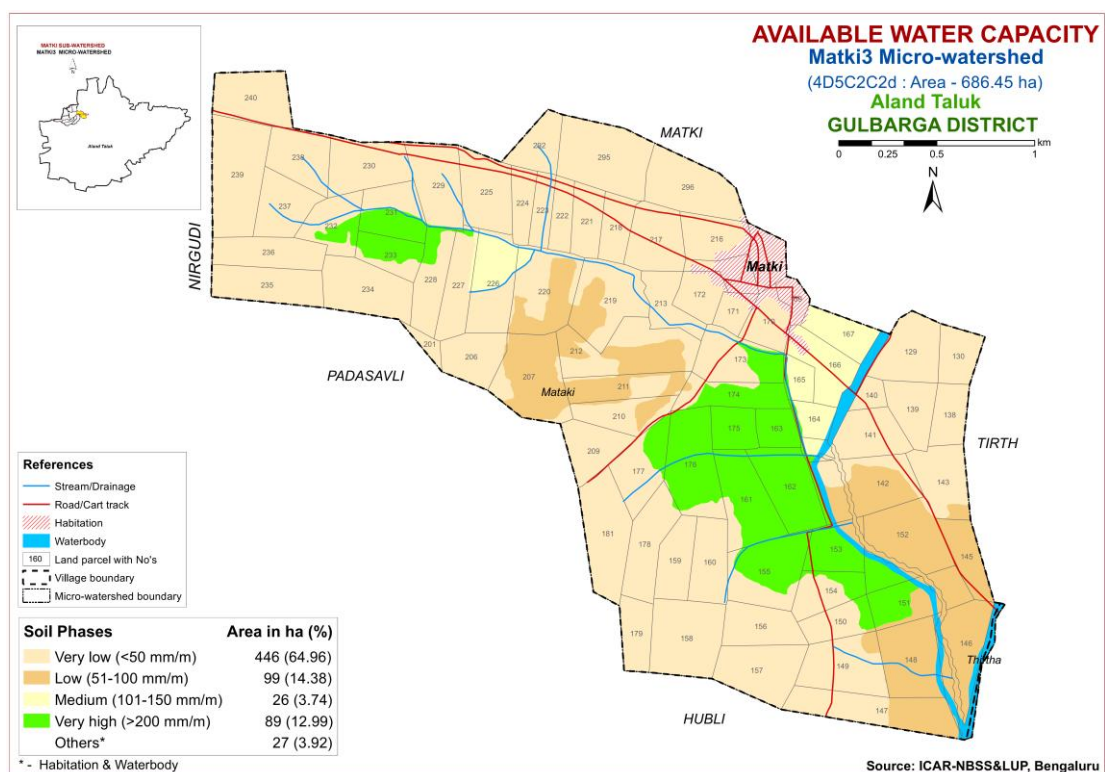 MATKI SUB-WATERSHED
MATKI3 MICRO-WATERSHED
Aland Taluk
AVAILABLE WATER CAPACITY
Matki3 Micro-watershed
(4D5C2C2d : Area - 686.45 ha)
Aland Taluk
GULBARGA DISTRICT
km
0 0.25 0.5 1
N
MATKI
NIRGUDI
PADASAVLI
TIRTH
HUBLI
Matki
Mataki
240
292
295
238
230
239
229
225
296
224
223
222
221
218
217
216
237
231
232
233
236
235
234
228
227
226
220
219
213
172
171
170
167
201
206
212
207
211
210
173
166
129
130
174
165
140
139
138
164
175
163
141
209
177
176
143
142
161
162
152
181
178
159
160
153
145
155
154
151
150
156
146
179
158
149
148
157
147
References
Stream/Drainage
Road/Cart track
Habitation
Waterbody
160 Land parcel with No's
Village boundary
Micro-watershed boundary
Soil Phases Area in ha (%)
Very low (<50 mm/m) 446 (64.96)
Low (51-100 mm/m) 99 (14.38)
Medium (101-150 mm/m) 26 (3.74)
Very high (>200 mm/m) 89 (12.99)
Others* 27 (3.92)
* - Habitation & Waterbody
Source: ICAR-NBSS&LUP, Bengaluru